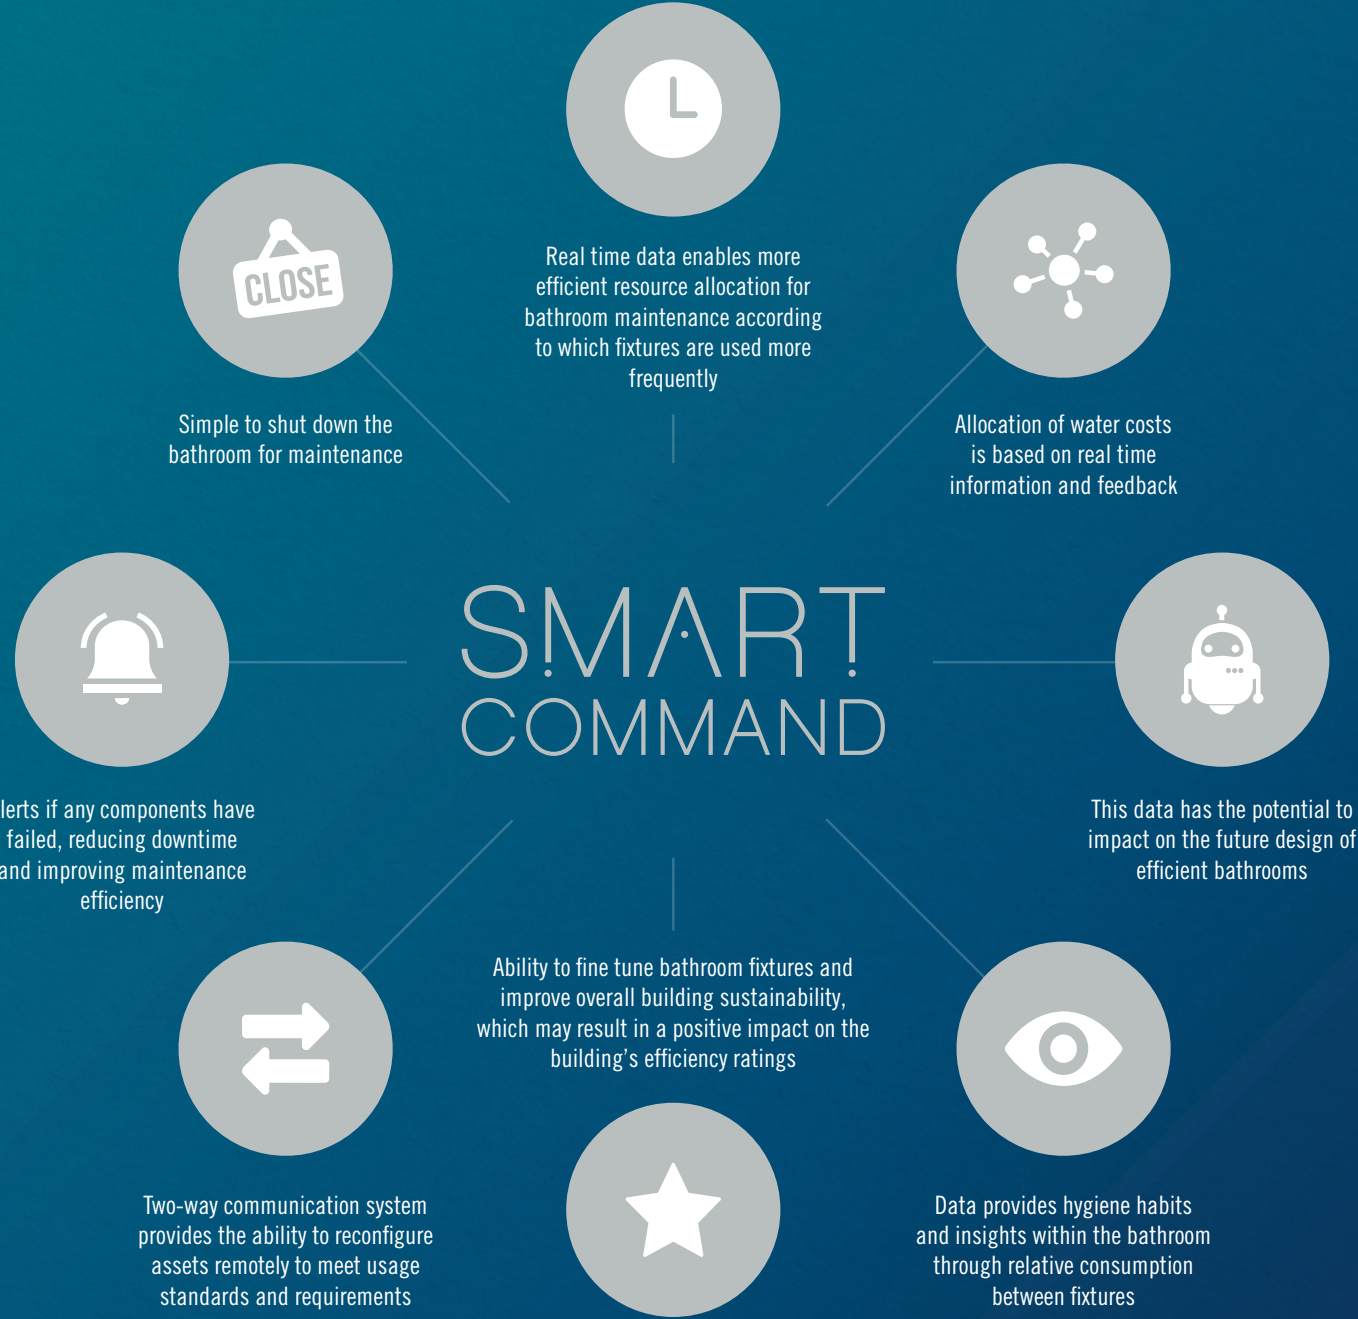 Real time data enables more
efficient resource allocation for
bathroom maintenance according
to which fixtures are used more
frequently
CLOSE
Simple to shut down the
bathroom for maintenance
Allocation of water costs
is based on real time
information and feedback
SMART
COMMAND
lerts if any components have
failed, reducing downtime
and improving maintenance
efficiency
This data has the potential to
impact on the future design of
efficient bathrooms
Ability to fine tune bathroom fixtures and
improve overall building sustainability,
which may result in a positive impact on the
building's efficiency ratings
Two-way communication system
provides the ability to reconfigure
assets remotely to meet usage
standards and requirements
Data provides hygiene habits
and insights within the bathroom
through relative consumption
between fixtures